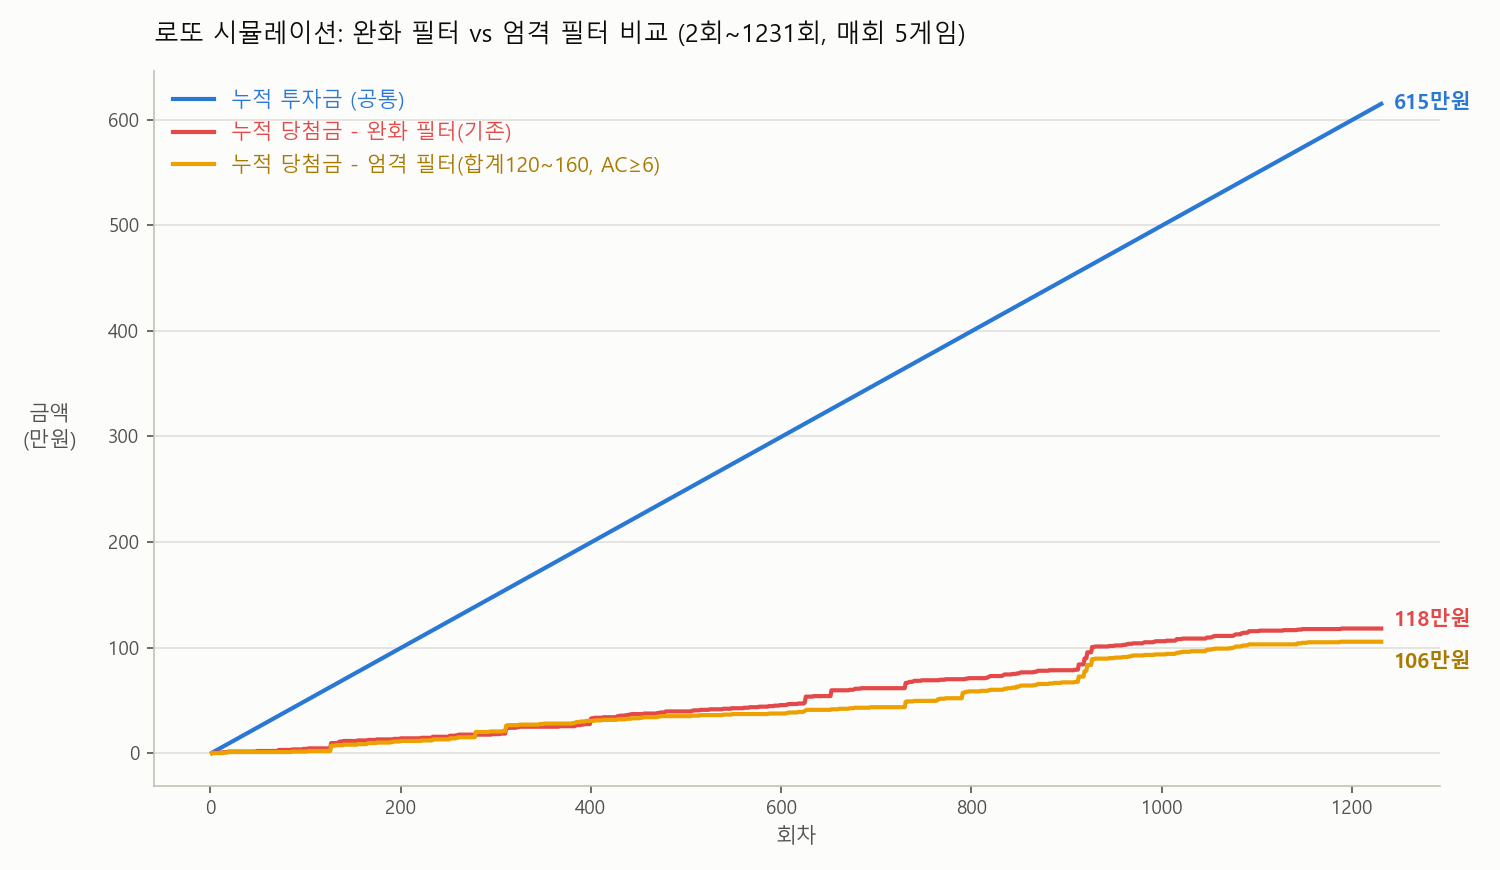 로또 시뮬레이션: 완화 필터 vs 엄격 필터 비교 (2회~1231회, 매회 5게임)
누적 투자금 (공통)
누적 당첨금 - 완화 필터(기존)
누적 당첨금 - 엄격 필터(합계120~160, AC≥6)
615만원
118만원
106만원
금액
(만원)
600
500
400
300
200
100
0
0
200
400
600
800
1000
1200
회차